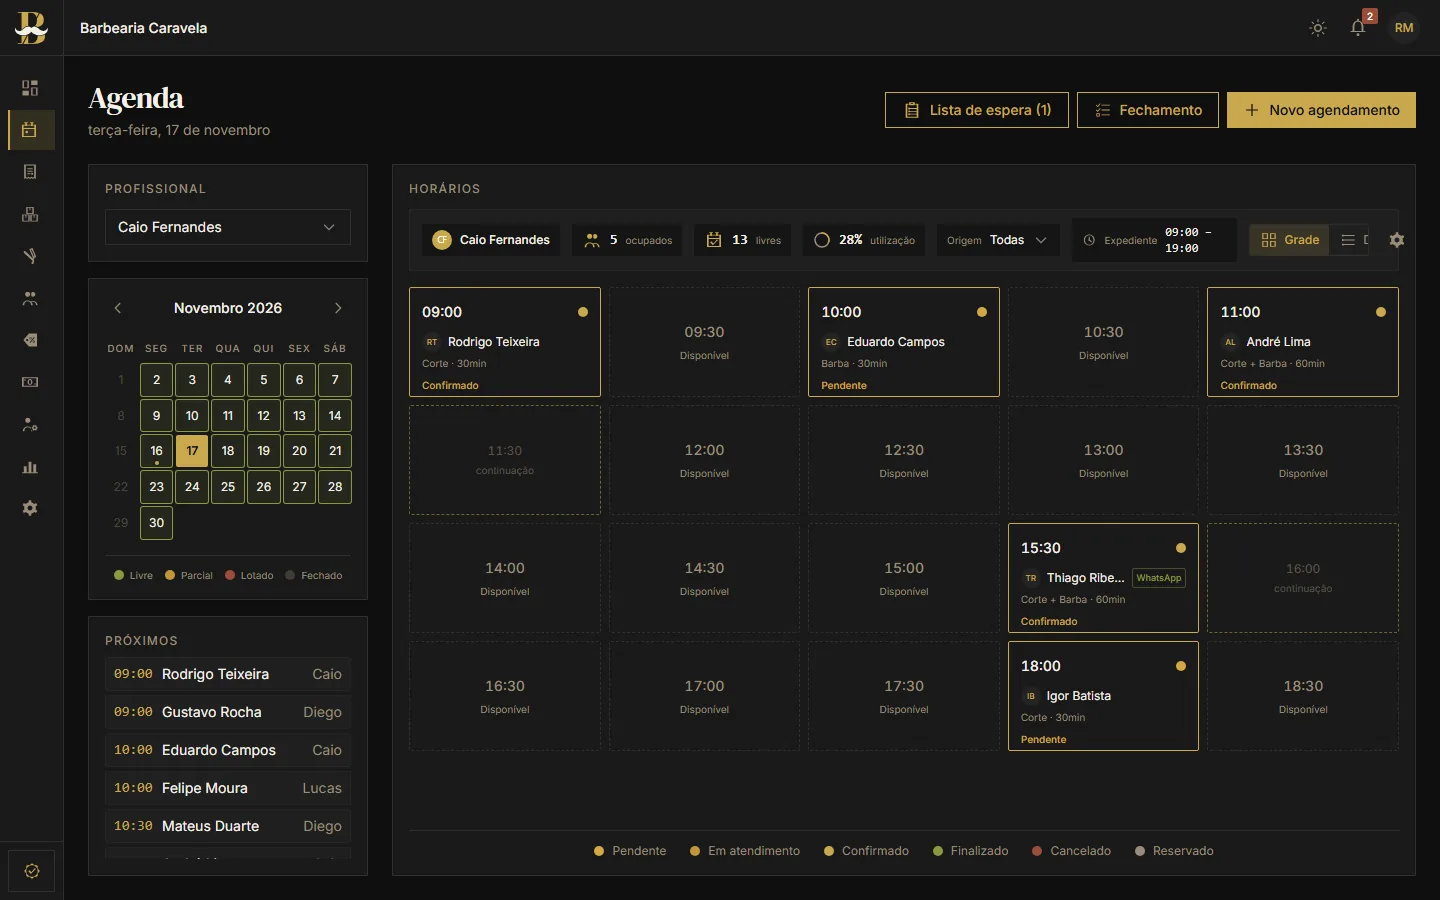 B
Barbearia Caravela
2
RM
Agenda
terça-feira, 17 de novembro
Lista de espera (1)
Fechamento
Novo agendamento
PROFISSIONAL
Caio Fernandes
Novembro 2026
DOM SEG TER QUA QUI SEX SÁB
1 2 3 4 5 6 7
8 9 10 11 12 13 14
15 16 17 18 19 20 21
22 23 24 25 26 27 28
29 30
Livre Parcial Lotado Fechado
PRÓXIMOS
09:00 Rodrigo Teixeira Caio
09:00 Gustavo Rocha Diego
10:00 Eduardo Campos Caio
10:00 Felipe Moura Lucas
10:30 Mateus Duarte Diego
HORÁRIOS
CF Caio Fernandes
5 ocupados
13 livres
28% utilização
Origem Todas
Expediente 09:00 –
19:00
Grade
09:00
RT Rodrigo Teixeira
Corte · 30min
Confirmado
09:30
Disponível
10:00
EC Eduardo Campos
Barba · 30min
Pendente
10:30
Disponível
11:00
AL André Lima
Corte + Barba · 60min
Confirmado
11:30
continuação
12:00
Disponível
12:30
Disponível
13:00
Disponível
13:30
Disponível
14:00
Disponível
14:30
Disponível
15:00
Disponível
15:30
TR Thiago Ribe... WhatsApp
Corte + Barba · 60min
Confirmado
16:00
continuação
16:30
Disponível
17:00
Disponível
17:30
Disponível
18:00
IB Igor Batista
Corte · 30min
Pendente
18:30
Disponível
Pendente Em atendimento Confirmado Finalizado Cancelado Reservado